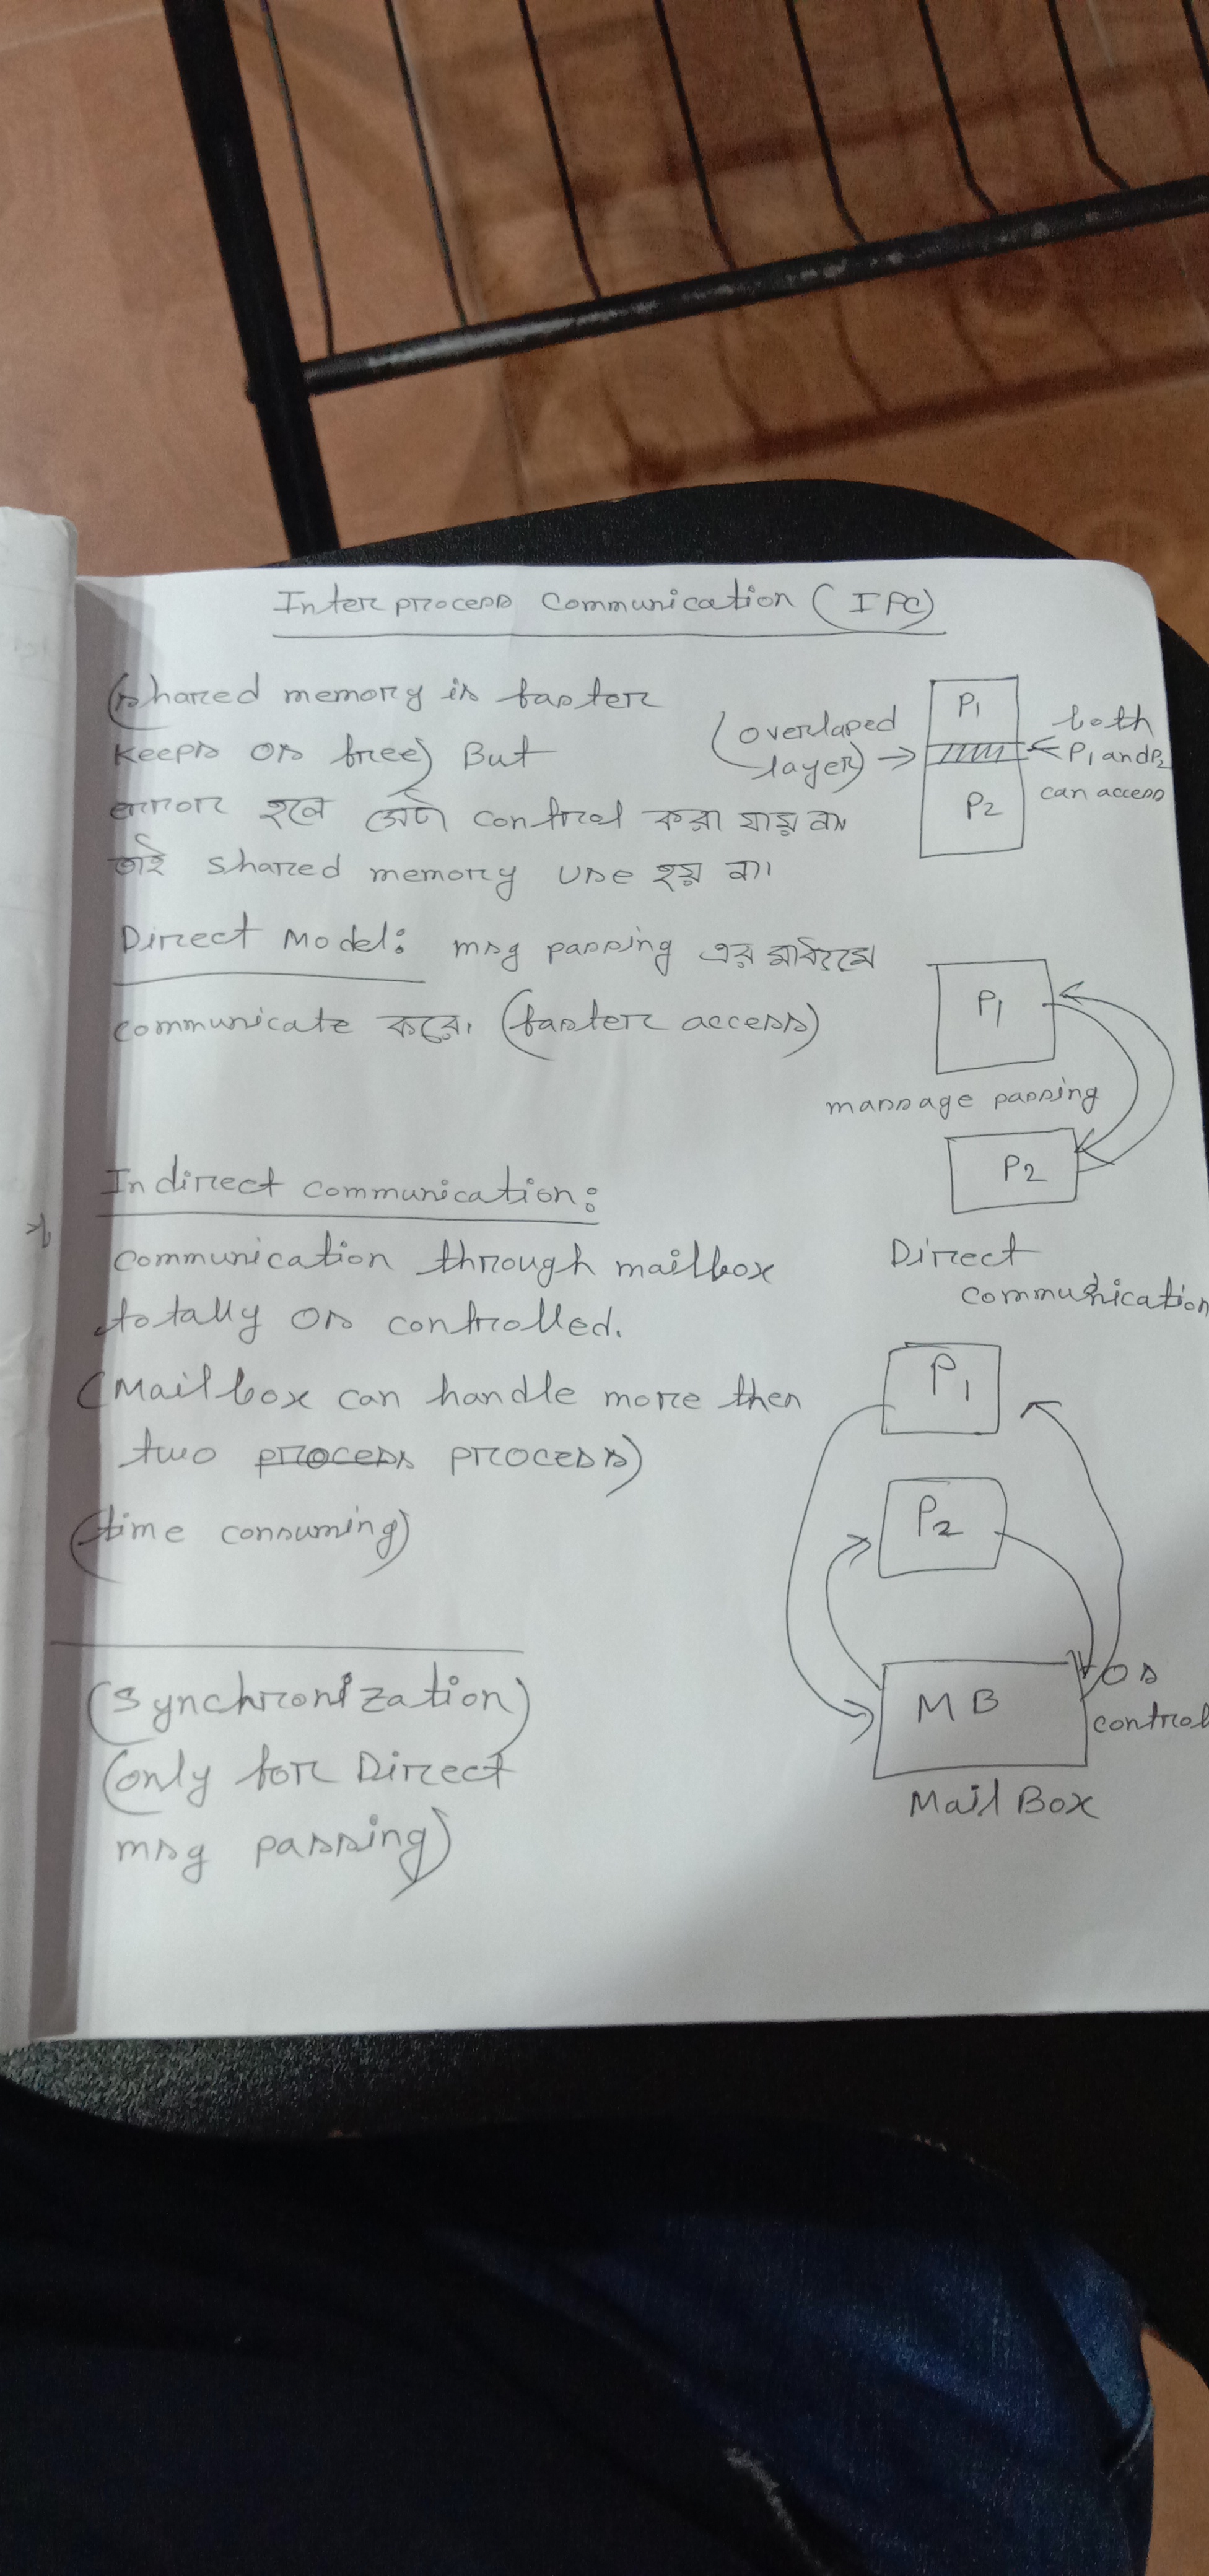 Inter process Communication (IPC)
(shared memory is faster
keeps os free) But
error হলে সেটা control করা যায় না
তাই shared memory use হয় না।
(overlaped
layer)
P1
P2
both
P1 and P2
can access
Direct Model: msg passing এর মাধ্যমে
communicate করে। (faster access)
P1
massage passing
P2
Direct
communication
Indirect communication:
communication through mailbox
totally os controlled.
(Mailbox can handle more then
two process process)
(time consuming)
P1
P2
MB
os
control
Mail Box
(Synchronization)
(only for Direct
msg passing)